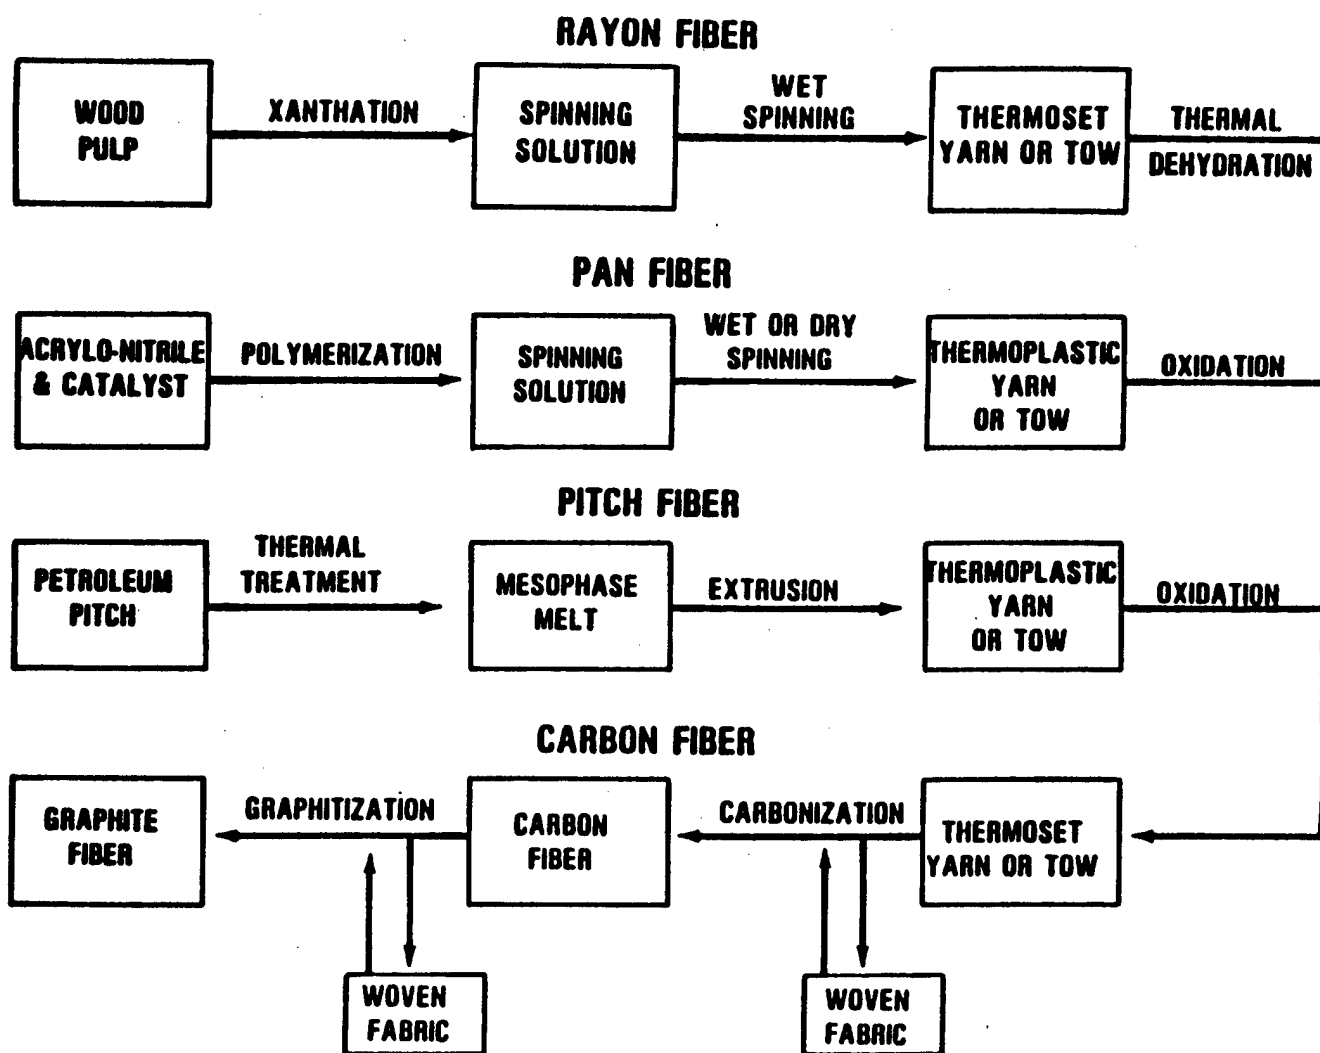 RAYON FIBER
WOOD
PULP
XANTHATION
SPINNING
SOLUTION
WET
SPINNING
THERMOSET
YARN OR TOW
THERMAL
DEHYDRATION
PAN FIBER
ACRYLO-NITRILE
& CATALYST
POLYMERIZATION
SPINNING
SOLUTION
WET OR DRY
SPINNING
THERMOPLASTIC
YARN
OR TOW
OXIDATION
PITCH FIBER
PETROLEUM
PITCH
THERMAL
TREATMENT
MESOPHASE
MELT
EXTRUSION
THERMOPLASTIC
YARN
OR TOW
OXIDATION
CARBON FIBER
GRAPHITE
FIBER
GRAPHITIZATION
CARBON
FIBER
CARBONIZATION
THERMOSET
YARN OR TOW
WOVEN
FABRIC
WOVEN
FABRIC